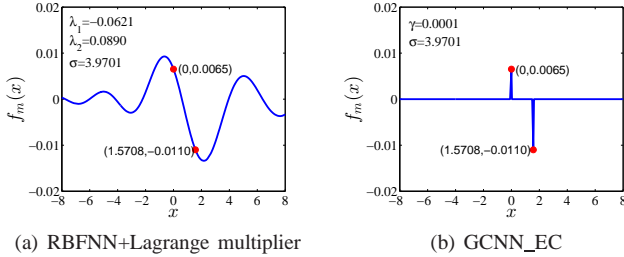 λ1=−0.0621
λ2=0.0890
σ=3.9701
(0,0.0065)
(1.5708,−0.0110)
0.02
0.01
0
−0.01
−0.02
fm(x)
−8 −6 −4 −2 0 2 4 6 8
x
(a) RBFNN+Lagrange multiplier
γ=0.0001
σ=3.9701
(0,0.0065)
(1.5708,−0.0110)
0.02
0.01
0
−0.01
−0.02
fm(x)
−8 −6 −4 −2 0 2 4 6 8
x
(b) GCNN_EC